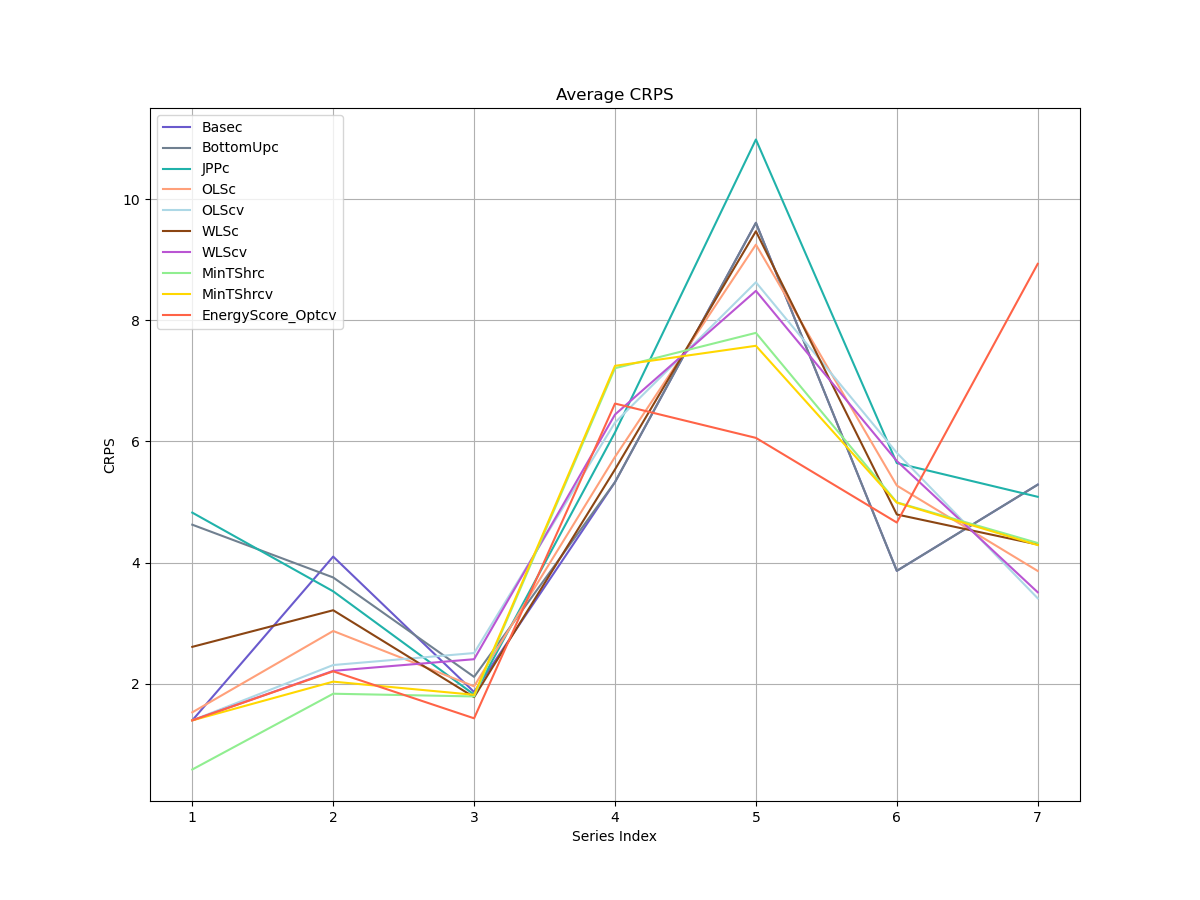 Average CRPS
Basec
BottomUpc
JPPc
OLSc
OLScv
WLSc
WLScv
MinTShrc
MinTShrcv
EnergyScore_Optcv
10
8
6
4
2
CRPS
1 2 3 4 5 6 7
Series Index